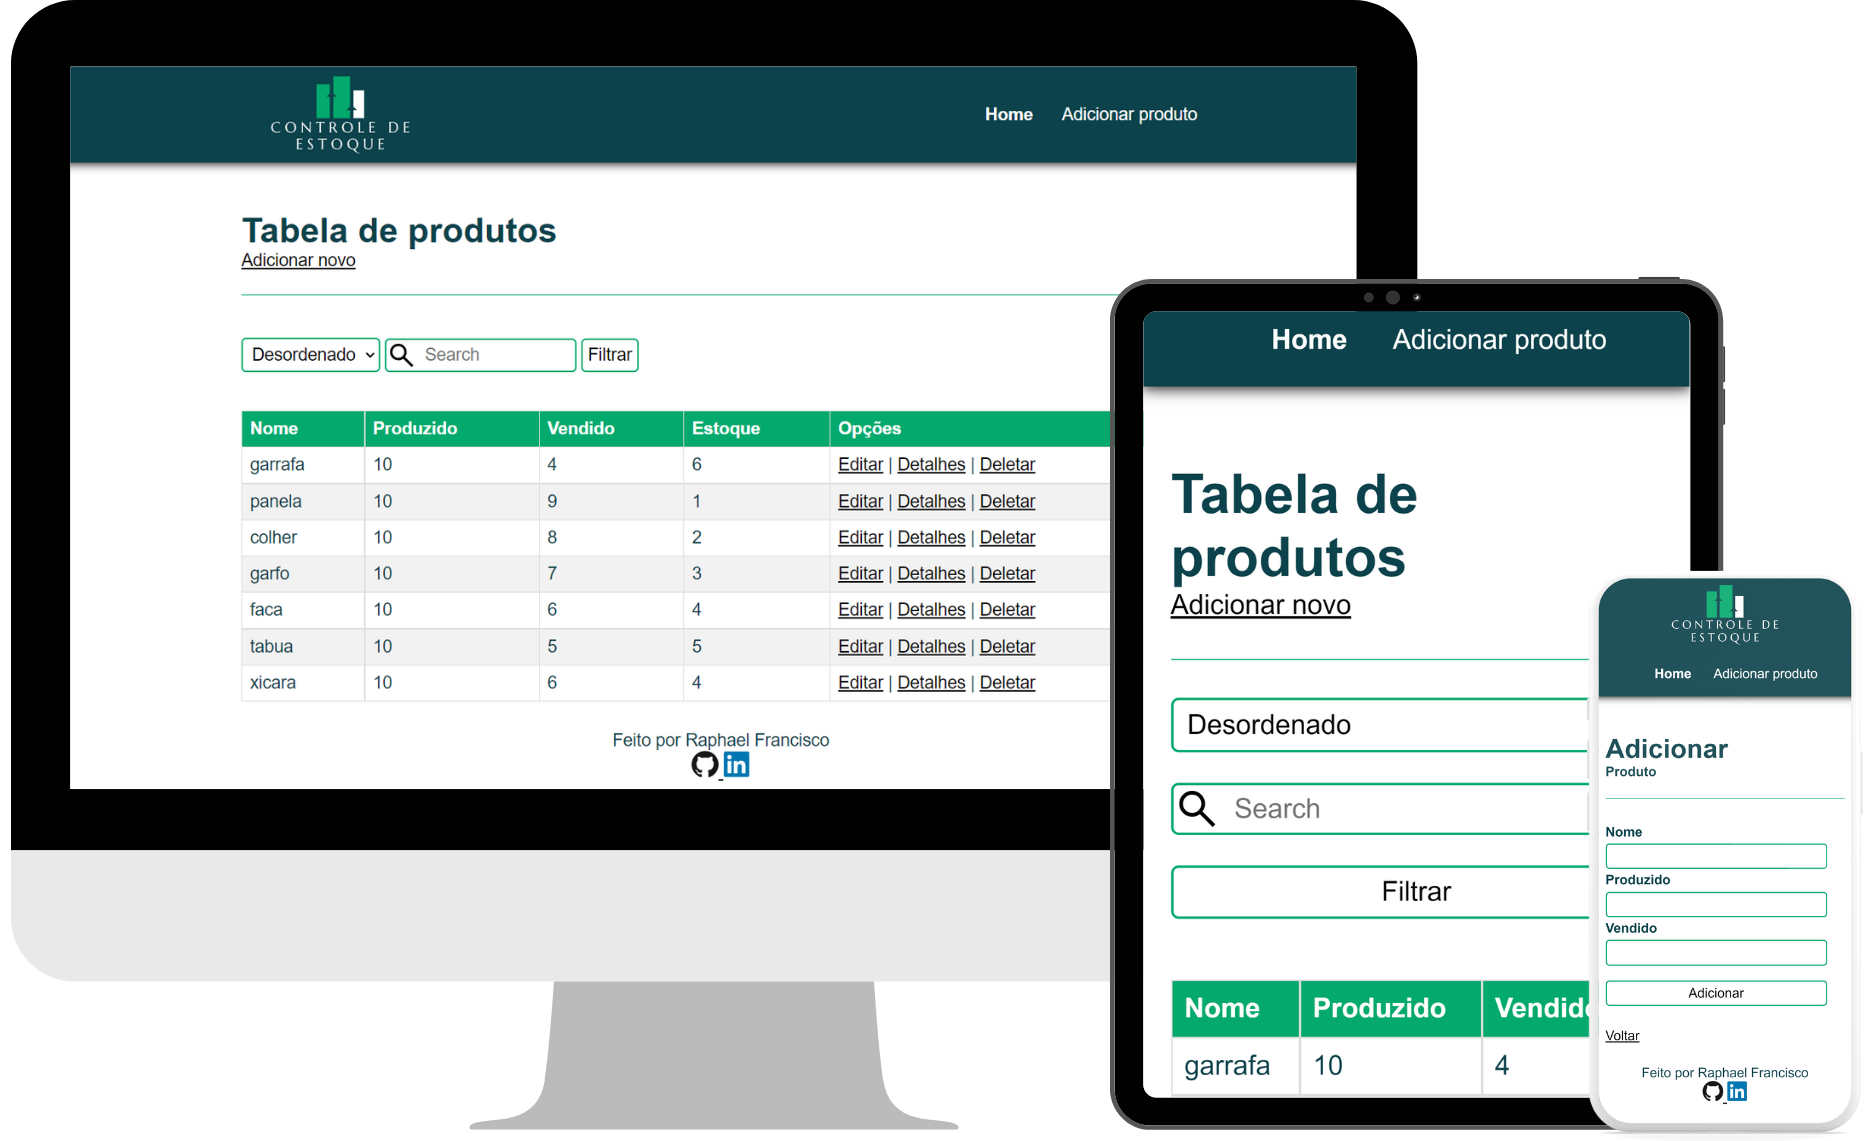 CONTROLE DE
ESTOQUE
Home Adicionar produto
Tabela de produtos
Adicionar novo
Desordenado Search Filtrar
Nome Produzido Vendido Estoque Opções
garrafa 10 4 6 Editar | Detalhes | Deletar
panela 10 9 1 Editar | Detalhes | Deletar
colher 10 8 2 Editar | Detalhes | Deletar
garfo 10 7 3 Editar | Detalhes | Deletar
faca 10 6 4 Editar | Detalhes | Deletar
tabua 10 5 5 Editar | Detalhes | Deletar
xicara 10 6 4 Editar | Detalhes | Deletar
Feito por Raphael Francisco
in
Home Adicionar produto
Tabela de
produtos
Adicionar novo
Desordenado
Search
Filtrar
Nome Produzido Vendido
garrafa 10 4
CONTROLE DE
ESTOQUE
Home Adicionar produto
Adicionar
Produto
Nome
Produzido
Vendido
Adicionar
Voltar
Feito por Raphael Francisco
in